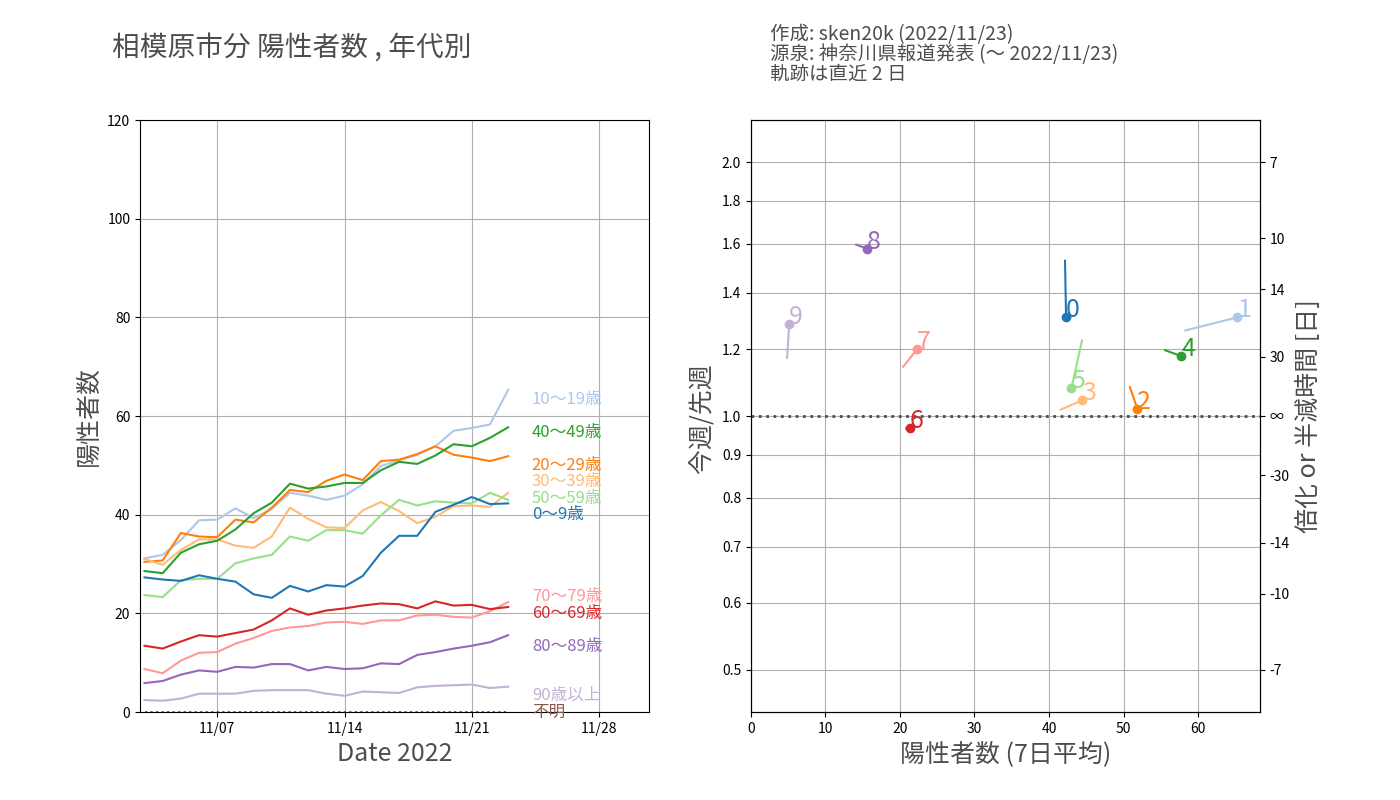 相模原市分 陽性者数 , 年代別
作成: sken20k (2022/11/23)
源泉: 神奈川県報道発表 (〜 2022/11/23)
軌跡は直近 2 日
陽性者数
120
100
80
60
40
20
0
11/07
11/14
11/21
11/28
Date 2022
10〜19歳
40〜49歳
20〜29歳
30〜39歳
50〜59歳
0〜9歳
70〜79歳
60〜69歳
80〜89歳
90歳以上
不明
今週/先週
2.0
1.8
1.6
1.4
1.2
1.0
0.9
0.8
0.7
0.6
0.5
0
10
20
30
40
50
60
陽性者数 (7日平均)
8
9
7
6
0
5
3
2
4
1
7
10
14
30
∞
-30
-14
-10
-7
倍化 or 半減時間 [日]